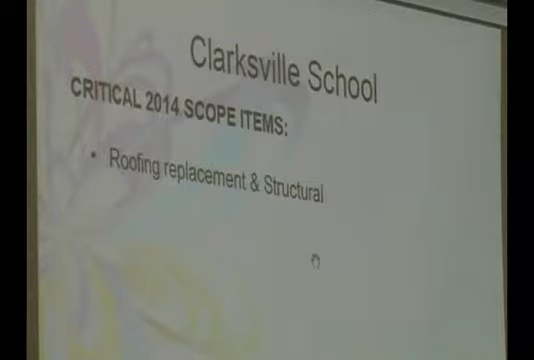 Clarksville School
CRITICAL 2014 SCOPE ITEMS:
• Roofing replacement & Structural